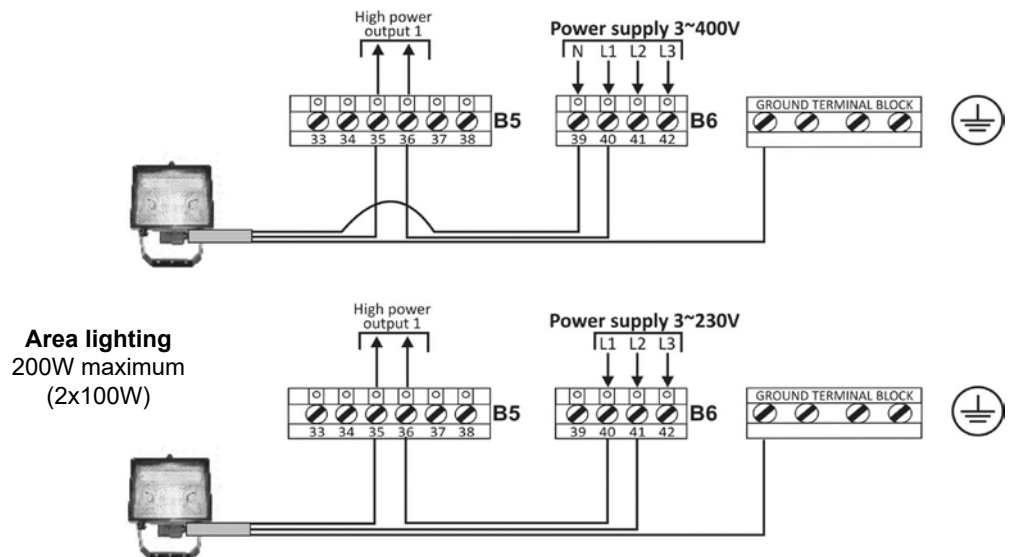 High power
output 1
Power supply 3~400V
N L1 L2 L3
33 34 35 36 37 38
B5
39 40 41 42
B6
GROUND TERMINAL BLOCK
Area lighting
200W maximum
(2x100W)
High power
output 1
Power supply 3~230V
L1 L2 L3
33 34 35 36 37 38
B5
39 40 41 42
B6
GROUND TERMINAL BLOCK